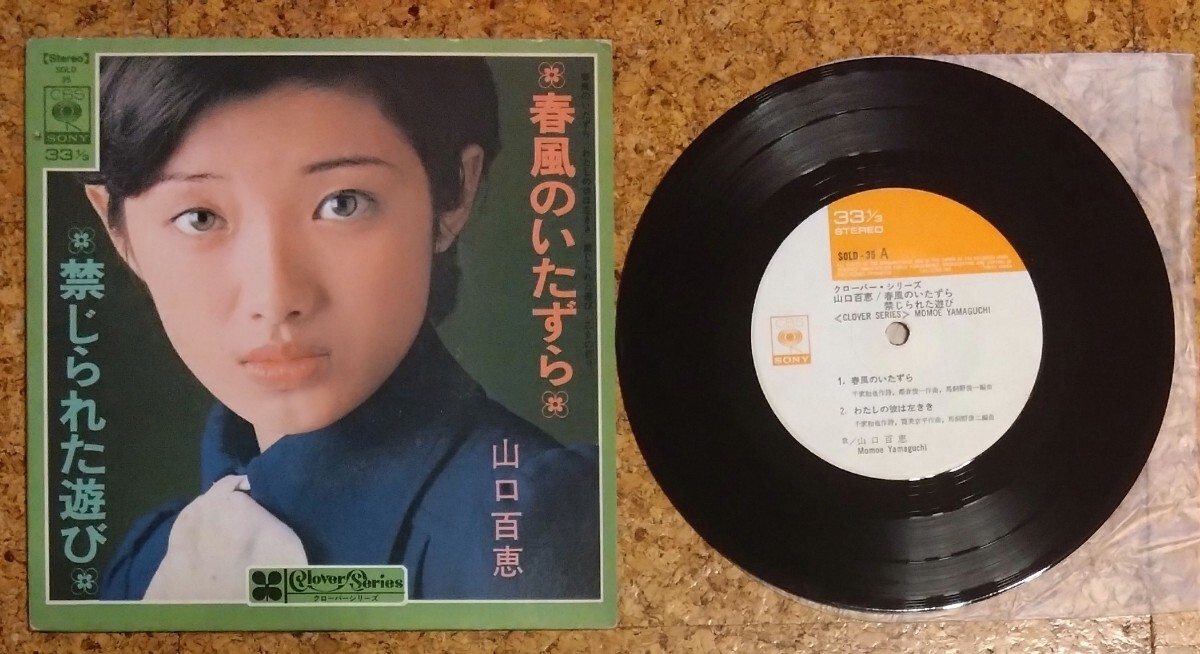 【Stereo】
SOLD
35
CBS
SONY
33 1/3
春風のいたずら
禁じられた遊び
山口百恵
Clover Series
クローバーシリーズ
33 1/3
STEREO
SOLD-35 A
クローバー・シリーズ
山口百恵/春風のいたずら
禁じられた遊び
<CLOVER SERIES> MOMOE YAMAGUCHI
CBS
SONY
1. 春風のいたずら
2. わたしの彼は左きき
歌/山口百恵
Momoe Yamaguchi